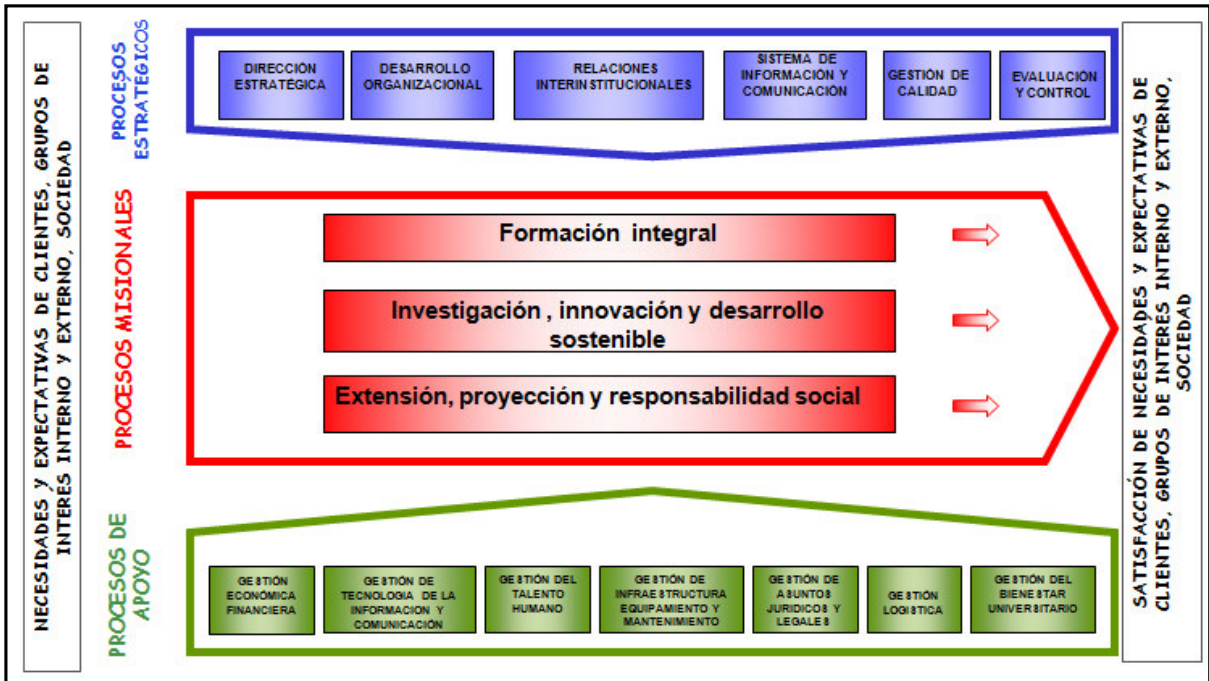 NECESIDADES Y EXPECTATIVAS DE CLIENTES, GRUPOS DE
INTERES INTERNO Y EXTERNO, SOCIEDAD
PROCESOS
ESTRATÉGICOS
DIRECCIÓN
ESTRATÉGICA
DESARROLLO
ORGANIZACIONAL
RELACIONES
INTERINSTITUCIONALES
SISTEMA DE
INFORMACIÓN Y
COMUNICACIÓN
GESTIÓN DE
CALIDAD
EVALUACIÓN
Y CONTROL
PROCESOS MISIONALES
Formación integral
Investigación , innovación y desarrollo
sostenible
Extensión, proyección y responsabilidad social
PROCESOS DE
APOYO
GESTIÓN
ECONÓMICA
FINANCIERA
GESTIÓN DE
TECNOLOGIA DE LA
INFORMACION Y
COMUNICACIÓN
GESTIÓN DEL
TALENTO
HUMANO
GESTIÓN DE
INFRAESTRUCTURA
EQUIPAMIENTO Y
MANTENIMIENTO
GESTIÓN DE
ASUNTOS
JURIDICOS Y
LEGALES
GESTIÓN
LOGISTICA
GESTIÓN DEL
BIENESTAR
UNIVERSITARIO
SATISFACCIÓN DE NECESIDADES Y EXPECTATIVAS DE
CLIENTES, GRUPOS DE INTERES INTERNO Y EXTERNO,
SOCIEDAD